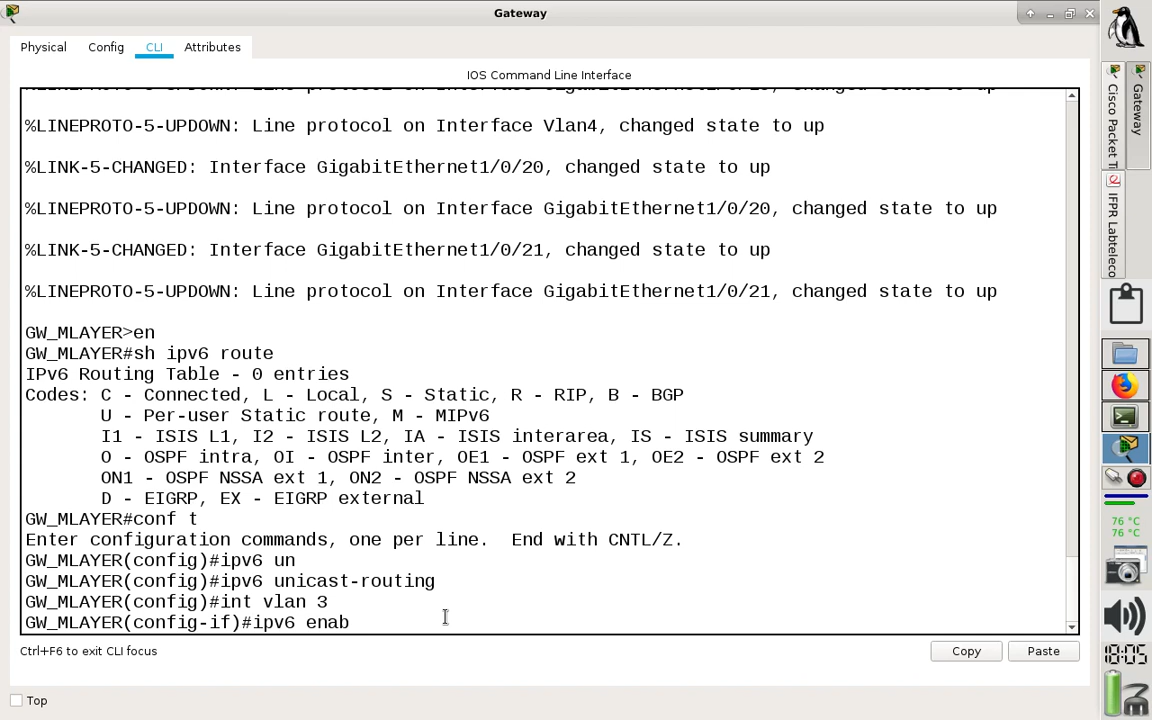 Gateway
Physical
Config
CLI
Attributes
IOS Command Line Interface
%LINEPROTO-5-UPDOWN: Line protocol on Interface Vlan4, changed state to up
%LINK-5-CHANGED: Interface GigabitEthernet1/0/20, changed state to up
%LINEPROTO-5-UPDOWN: Line protocol on Interface GigabitEthernet1/0/20, changed state to up
%LINK-5-CHANGED: Interface GigabitEthernet1/0/21, changed state to up
%LINEPROTO-5-UPDOWN: Line protocol on Interface GigabitEthernet1/0/21, changed state to up
GW_MLAYER>en
GW_MLAYER#sh ipv6 route
IPv6 Routing Table - 0 entries
Codes: C - Connected, L - Local, S - Static, R - RIP, B - BGP
U - Per-user Static route, M - MIPv6
I1 - ISIS L1, I2 - ISIS L2, IA - ISIS interarea, IS - ISIS summary
O - OSPF intra, OI - OSPF inter, OE1 - OSPF ext 1, OE2 - OSPF ext 2
ON1 - OSPF NSSA ext 1, ON2 - OSPF NSSA ext 2
D - EIGRP, EX - EIGRP external
GW_MLAYER#conf t
Enter configuration commands, one per line.  End with CNTL/Z.
GW_MLAYER(config)#ipv6 un
GW_MLAYER(config)#ipv6 unicast-routing
GW_MLAYER(config)#int vlan 3
GW_MLAYER(config-if)#ipv6 enab
Ctrl+F6 to exit CLI focus
Copy
Paste
Top
Cisco Packet T
Gateway
IFPR Labteleco
76 °C
76 °C
18:05